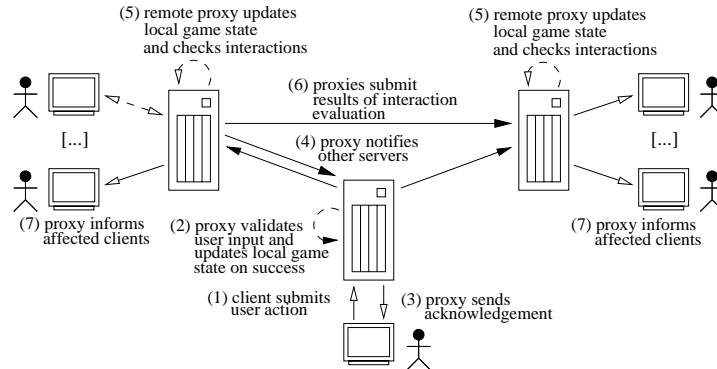 (5) remote proxy updates
local game state
and checks interactions
(5) remote proxy updates
local game state
and checks interactions
(6) proxies submit
results of interaction
evaluation
[...]
[...]
(4) proxy notifies
other servers
(7) proxy informs
affected clients
(2) proxy validates
user input and
updates local game
state on success
(7) proxy informs
affected clients
(1) client submits
user action
(3) proxy sends
acknowledgement